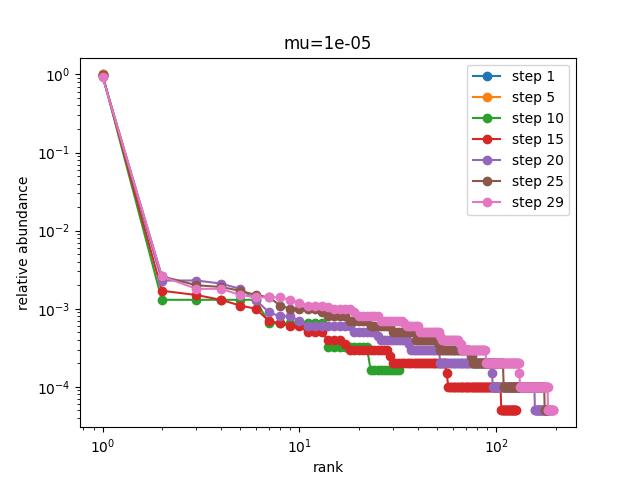 mu=1e-05
relative abundance
10⁰
10⁻¹
10⁻²
10⁻³
10⁻⁴
step 1
step 5
step 10
step 15
step 20
step 25
step 29
10⁰ 10¹ 10²
rank